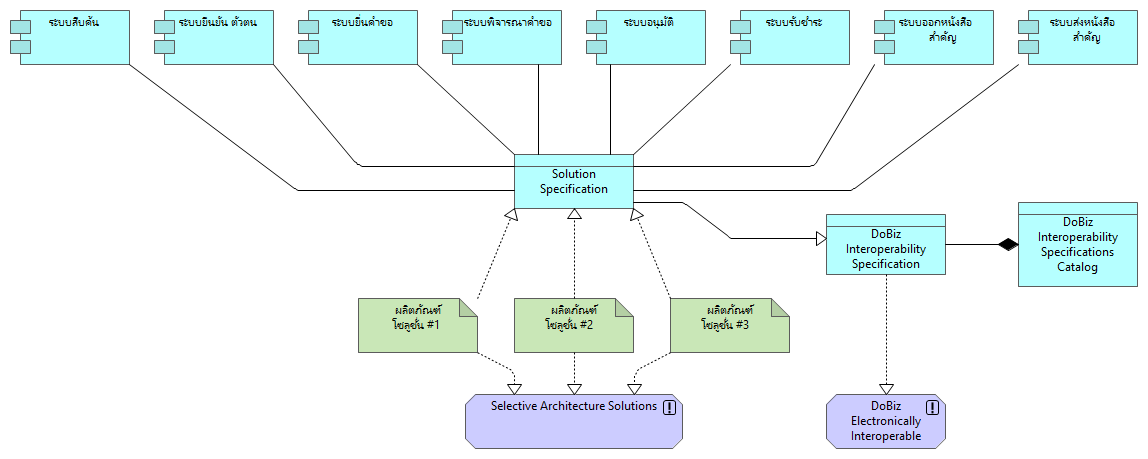 ระบบสืบค้น
ระบบยืนยัน ตัวตน
ระบบยื่นคำขอ
ระบบพิจารณาคำขอ
ระบบอนุมัติ
ระบบรับชำระ
ระบบออกหนังสือ
สำคัญ
ระบบส่งหนังสือ
สำคัญ
Solution
Specification
DoBiz
Interoperability
Specification
DoBiz
Interoperability
Specifications
Catalog
ผลิตภัณฑ์
โซลูชั่น #1
ผลิตภัณฑ์
โซลูชั่น #2
ผลิตภัณฑ์
โซลูชั่น #3
Selective Architecture Solutions
DoBiz
Electronically
Interoperable